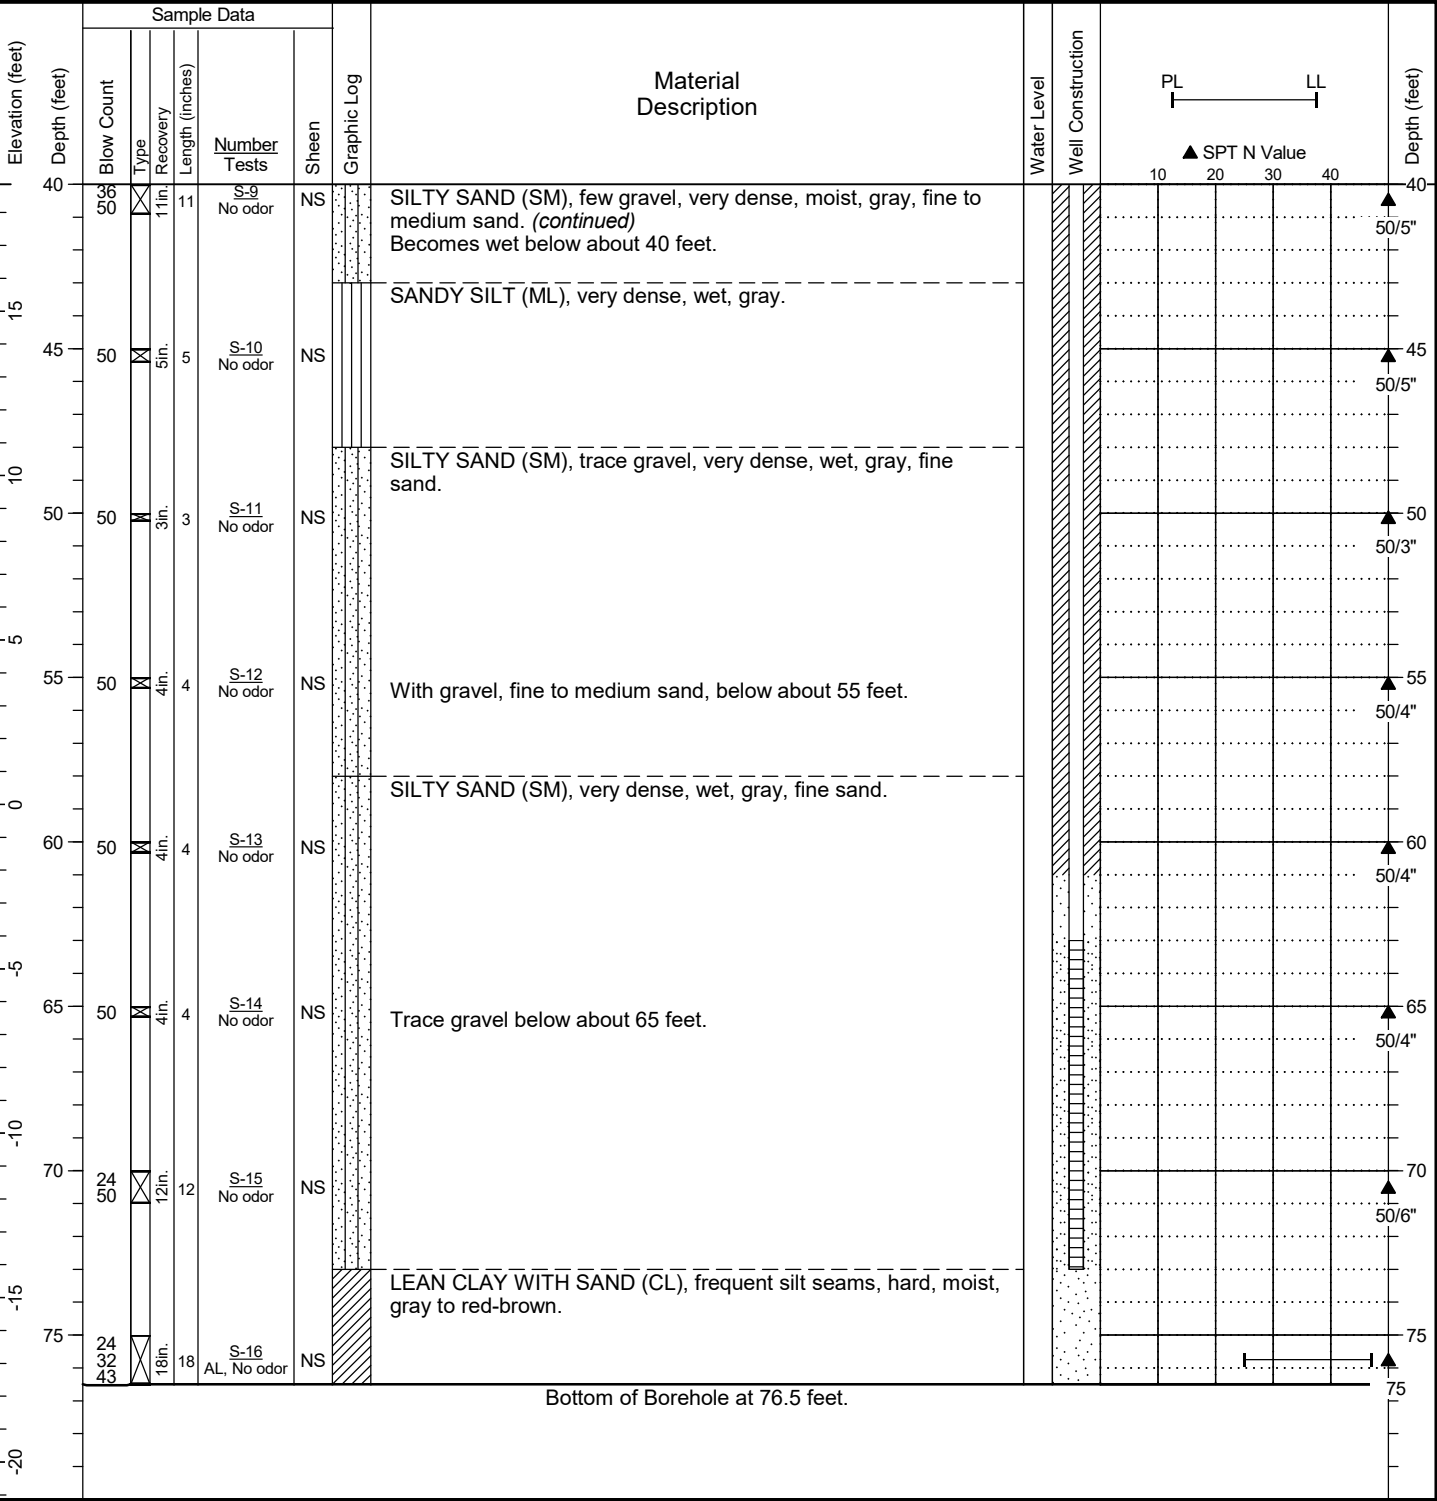 Sample Data
Elevation (feet)
Depth (feet)
Blow Count
Type
Recovery
Length (inches)
Number
Tests
Sheen
Graphic Log
Material
Description
Water Level
Well Construction
PL LL
▲ SPT N Value
10 20 30 40
Depth (feet)
40
36
50
11in.
11
S-9
No odor
NS
SILTY SAND (SM), few gravel, very dense, moist, gray, fine to
medium sand. (continued)
Becomes wet below about 40 feet.
40
50/5"
15
SANDY SILT (ML), very dense, wet, gray.
45
50
5in.
5
S-10
No odor
NS
45
50/5"
10
SILTY SAND (SM), trace gravel, very dense, wet, gray, fine
sand.
50
50
3in.
3
S-11
No odor
NS
50
50/3"
5
55
50
4in.
4
S-12
No odor
NS
With gravel, fine to medium sand, below about 55 feet.
55
50/4"
0
SILTY SAND (SM), very dense, wet, gray, fine sand.
60
50
4in.
4
S-13
No odor
NS
60
50/4"
-5
65
50
4in.
4
S-14
No odor
NS
Trace gravel below about 65 feet.
65
50/4"
-10
70
24
50
12in.
12
S-15
No odor
NS
70
50/6"
-15
LEAN CLAY WITH SAND (CL), frequent silt seams, hard, moist,
gray to red-brown.
75
24
32
43
18in.
18
S-16
AL, No odor
NS
75
75
Bottom of Borehole at 76.5 feet.
-20